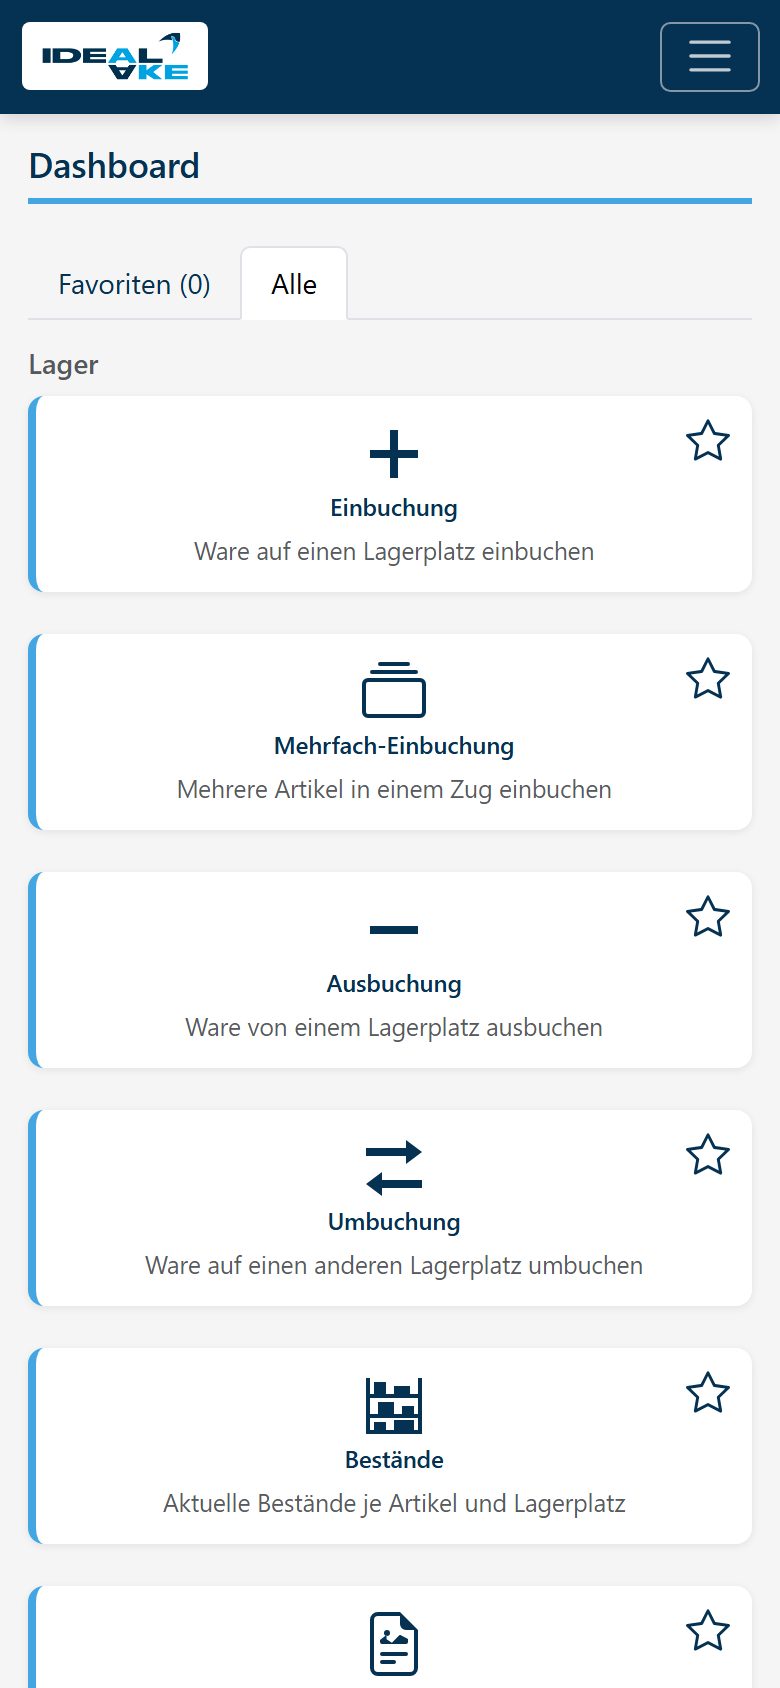 IDEAL
AKE
Dashboard
Favoriten (0)
Alle
Lager
Einbuchung
Ware auf einen Lagerplatz einbuchen
Mehrfach-Einbuchung
Mehrere Artikel in einem Zug einbuchen
Ausbuchung
Ware von einem Lagerplatz ausbuchen
Umbuchung
Ware auf einen anderen Lagerplatz umbuchen
Bestände
Aktuelle Bestände je Artikel und Lagerplatz